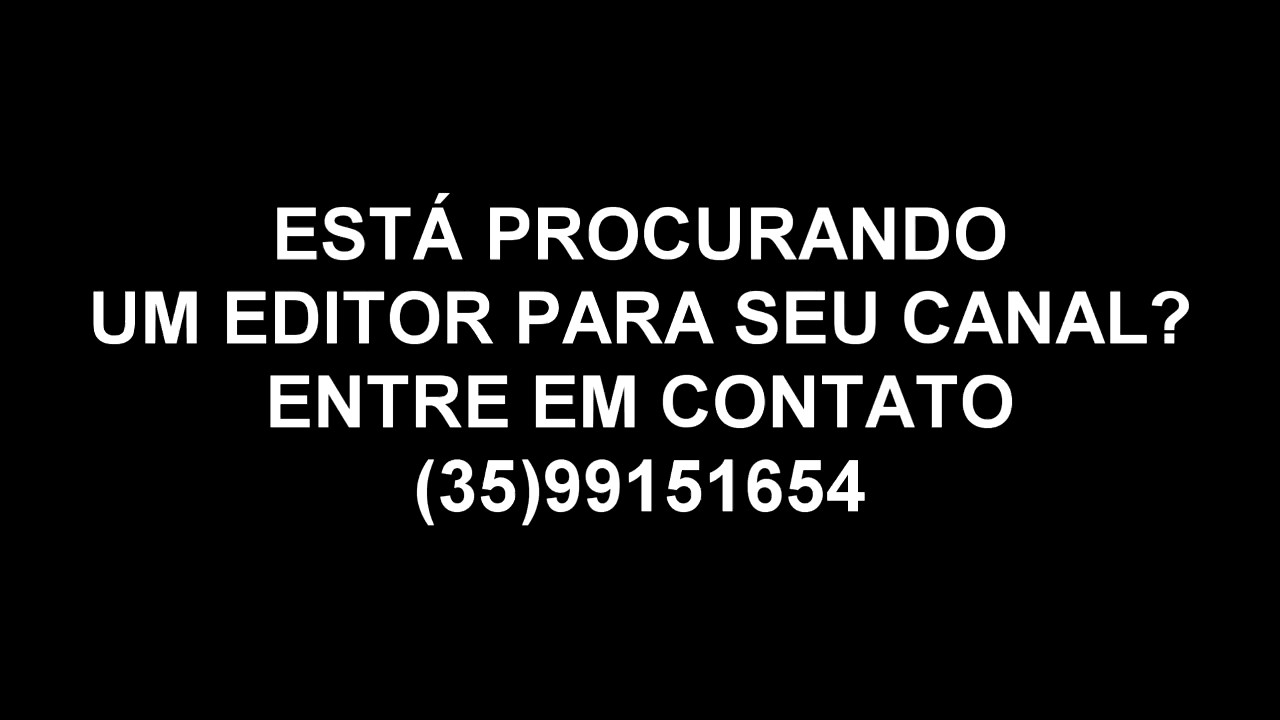 ESTÁ PROCURANDO
UM EDITOR PARA SEU CANAL?
ENTRE EM CONTATO
(35)99151654